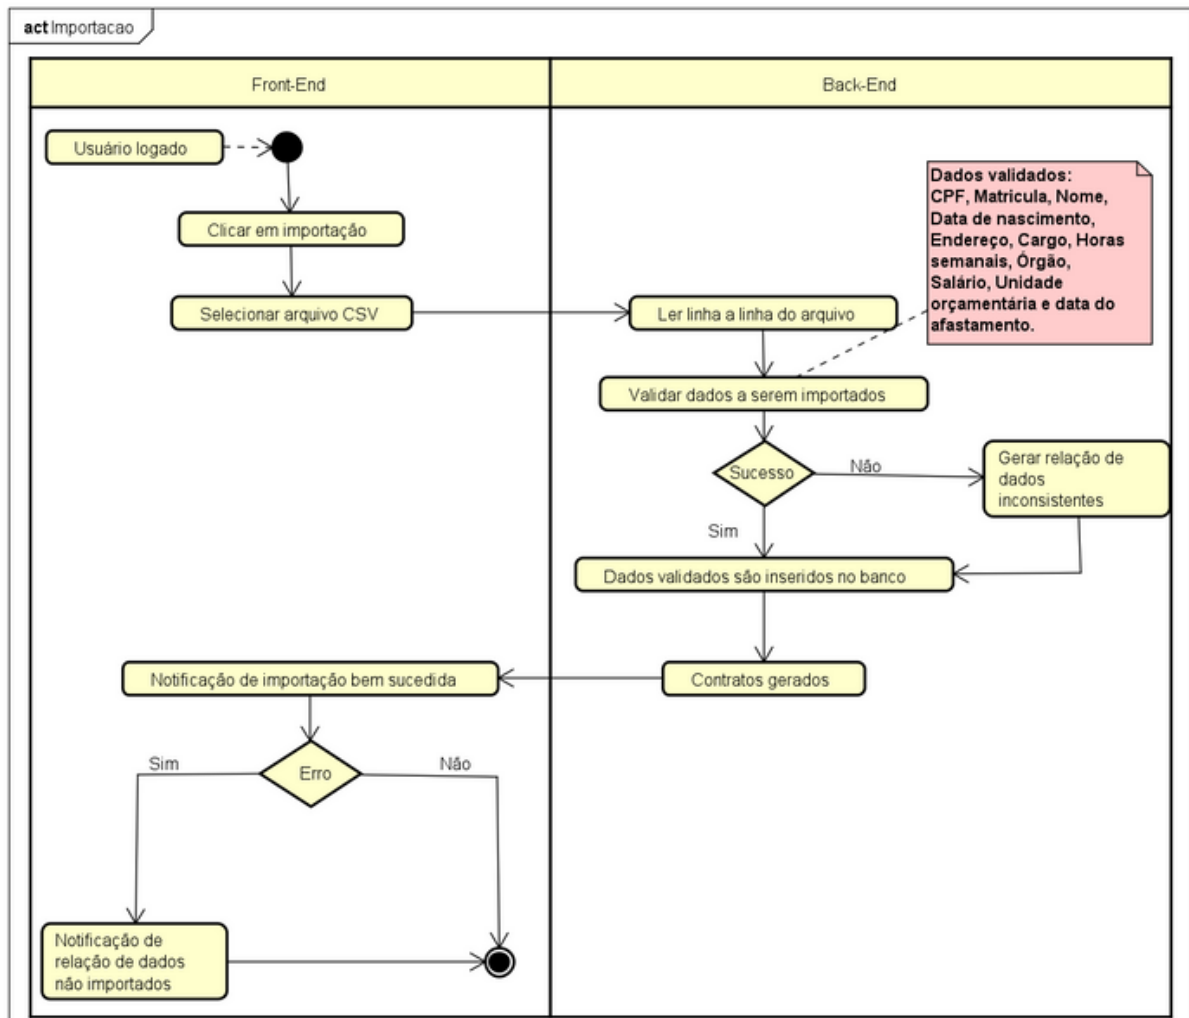 act Importacao
Front-End
Back-End
Usuário logado
Dados validados:
CPF, Matricula, Nome,
Data de nascimento,
Endereço, Cargo, Horas
semanais, Órgão,
Salário, Unidade
orçamentária e data do
afastamento.
Clicar em importação
Selecionar arquivo CSV
Ler linha a linha do arquivo
Validar dados a serem importados
Sucesso
Não
Gerar relação de
dados
inconsistentes
Sim
Dados validados são inseridos no banco
Notificação de importação bem sucedida
Contratos gerados
Sim
Erro
Não
Notificação de
relação de dados
não importados